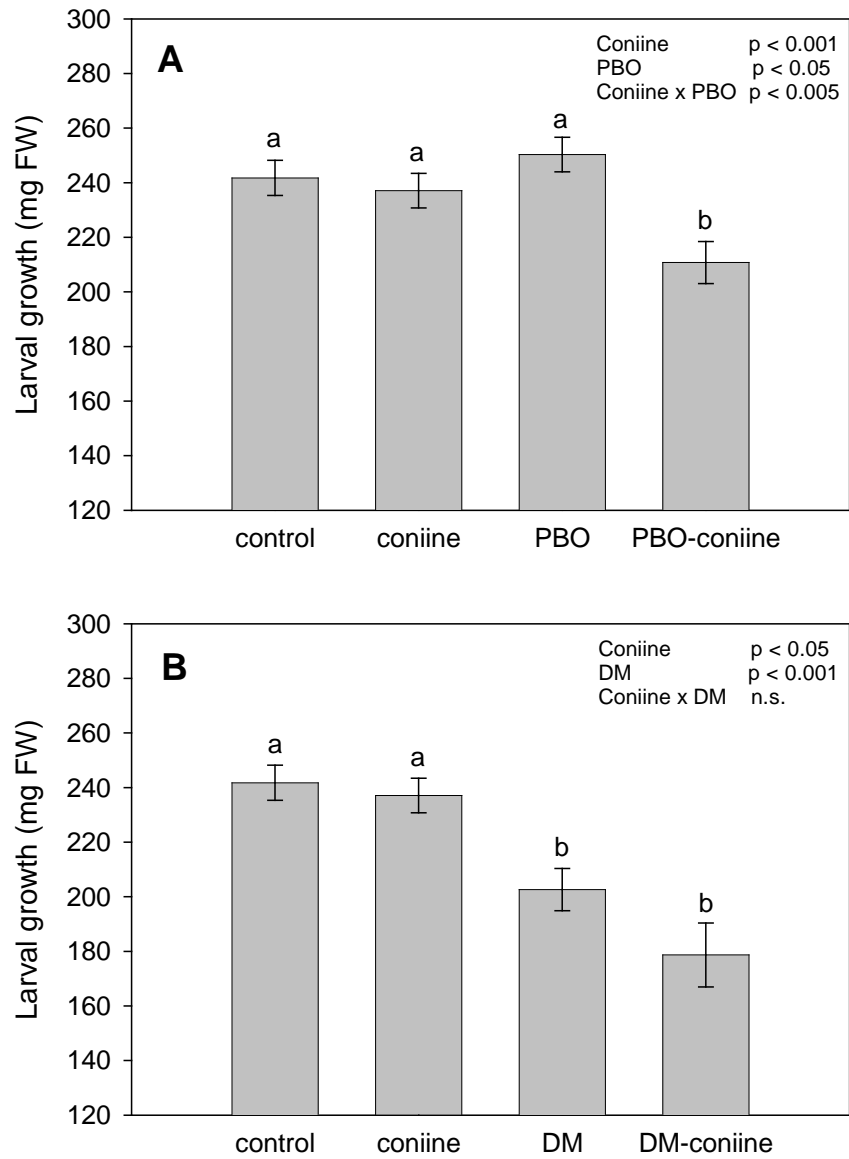 A
Coniine p < 0.001
PBO p < 0.05
Coniine x PBO p < 0.005
Larval growth (mg FW)
300
280
260
240
220
200
180
160
140
120
a
a
a
b
control coniine PBO PBO-coniine
B
Coniine p < 0.05
DM p < 0.001
Coniine x DM n.s.
Larval growth (mg FW)
300
280
260
240
220
200
180
160
140
120
a
a
b
b
control coniine DM DM-coniine